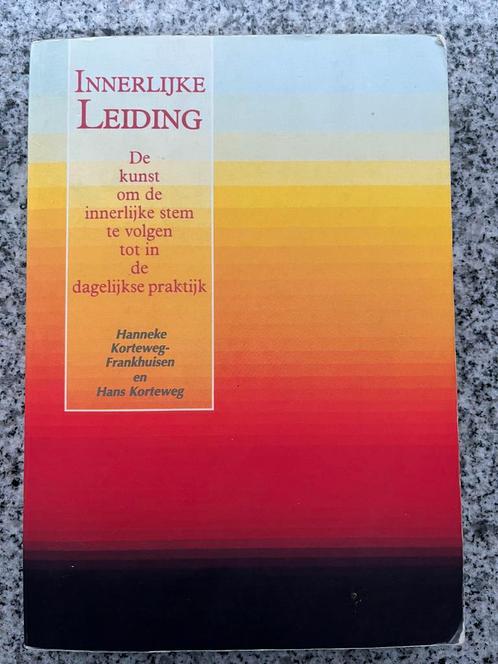 INNERLIJKE
LEIDING
De
kunst
om de
innerlijke stem
te volgen
tot in
de
dagelijkse praktijk
Hanneke
Korteweg-
Frankhuisen
en
Hans Korteweg